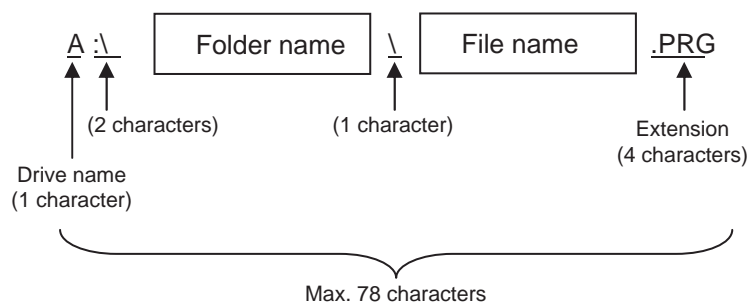 A :\ Folder name \ File name .PRG
(2 characters) (1 character) Extension
(4 characters)
Drive name
(1 character)
Max. 78 characters